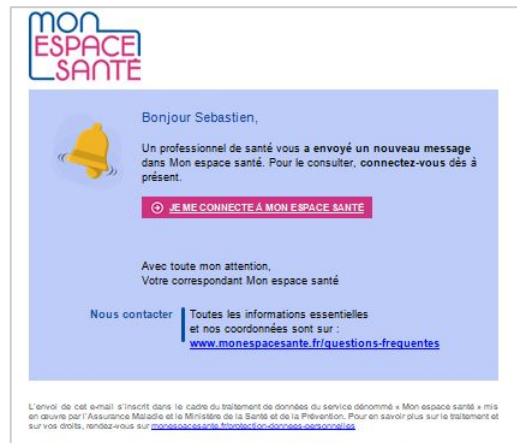 MON
ESPACE
SANTÉ
Bonjour Sebastien,
Un professionnel de santé vous a envoyé un nouveau message
dans Mon espace santé. Pour le consulter, connectez-vous dès à
présent.
JE ME CONNECTE À MON ESPACE SANTÉ
Avec toute mon attention,
Votre correspondant Mon espace santé
Nous contacter
Toutes les informations essentielles
et nos coordonnées sont sur :
www.monespacesante.fr/questions-frequentes
L'envoi de cet e-mail s'inscrit dans le cadre du traitement de données du service dénommé « Mon espace santé » mis
en œuvre par l'Assurance Maladie et le Ministère de la Santé et de la Prévention. Pour en savoir plus sur le traitement et
sur vos droits, rendez-vous sur monespacesante.fr/protection-donnees-personnelles